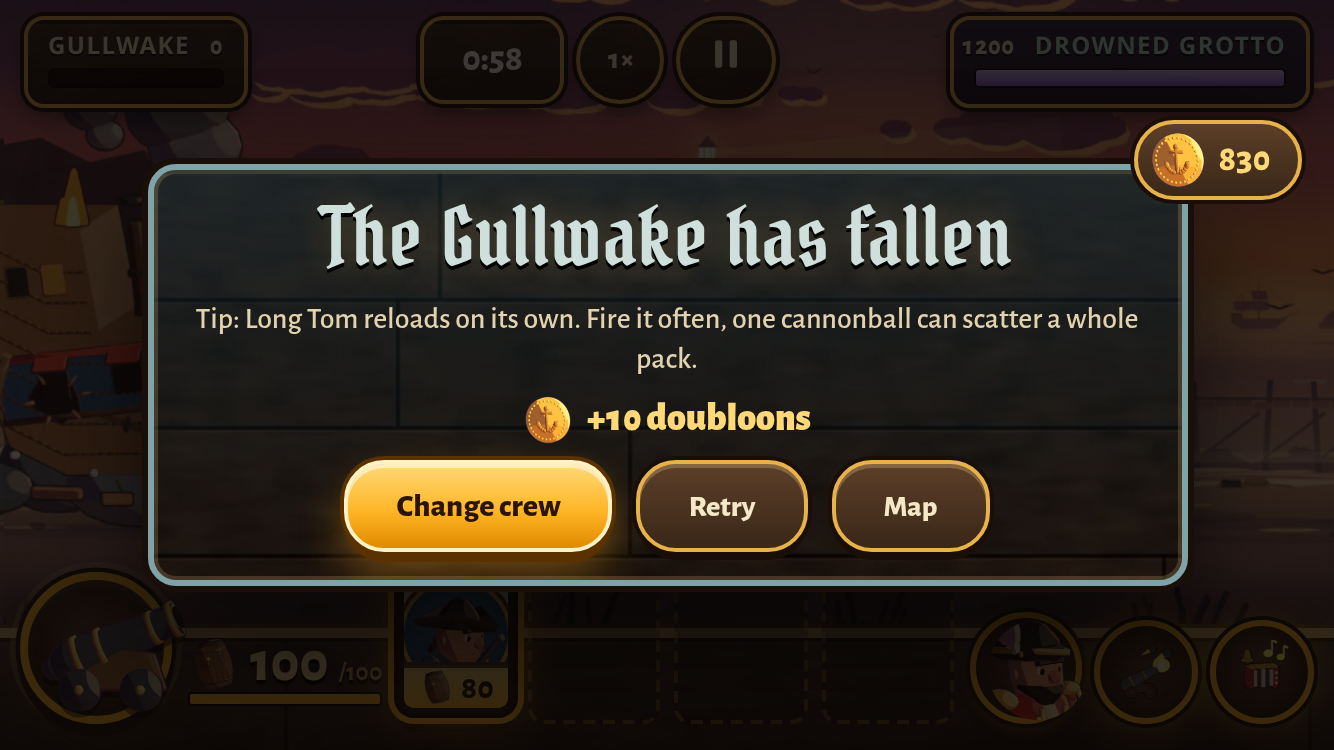 GULLWAKE 0
0:58
1×
1200 DROWNED GROTTO
830
The Gullwake has fallen
Tip: Long Tom reloads on its own. Fire it often, one cannonball can scatter a whole
pack.
+10 doubloons
Change crew
Retry
Map
100 /100
80